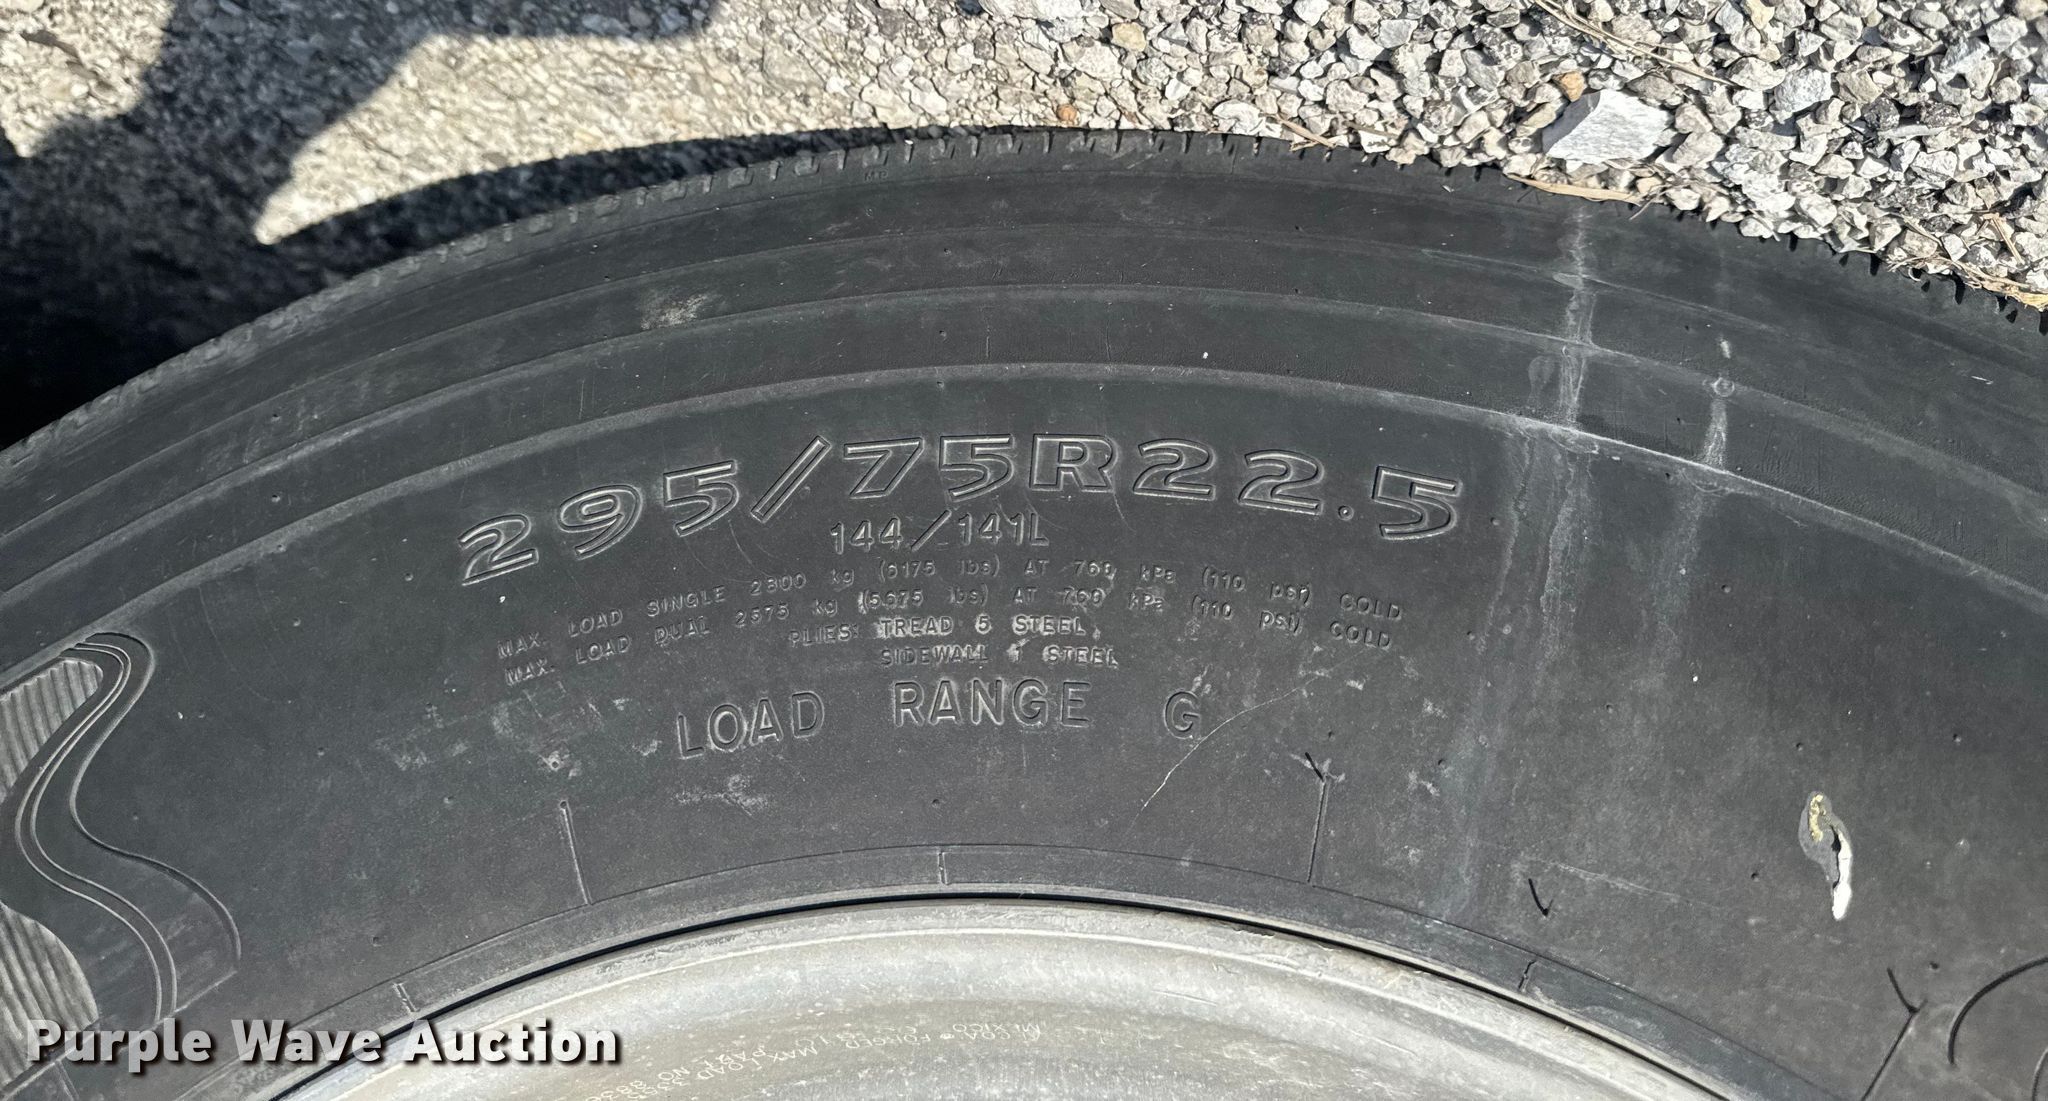 295/75R22.5
144/141L
MAX. LOAD SINGLE 2800 kg (6175 lbs) AT 760 kPa (110 psi) COLD
MAX. LOAD DUAL 2575 kg (5675 lbs) AT 760 kPa (110 psi) COLD
PLIES: TREAD 5 STEEL
SIDEWALL 1 STEEL
LOAD RANGE G
Purple Wave Auction